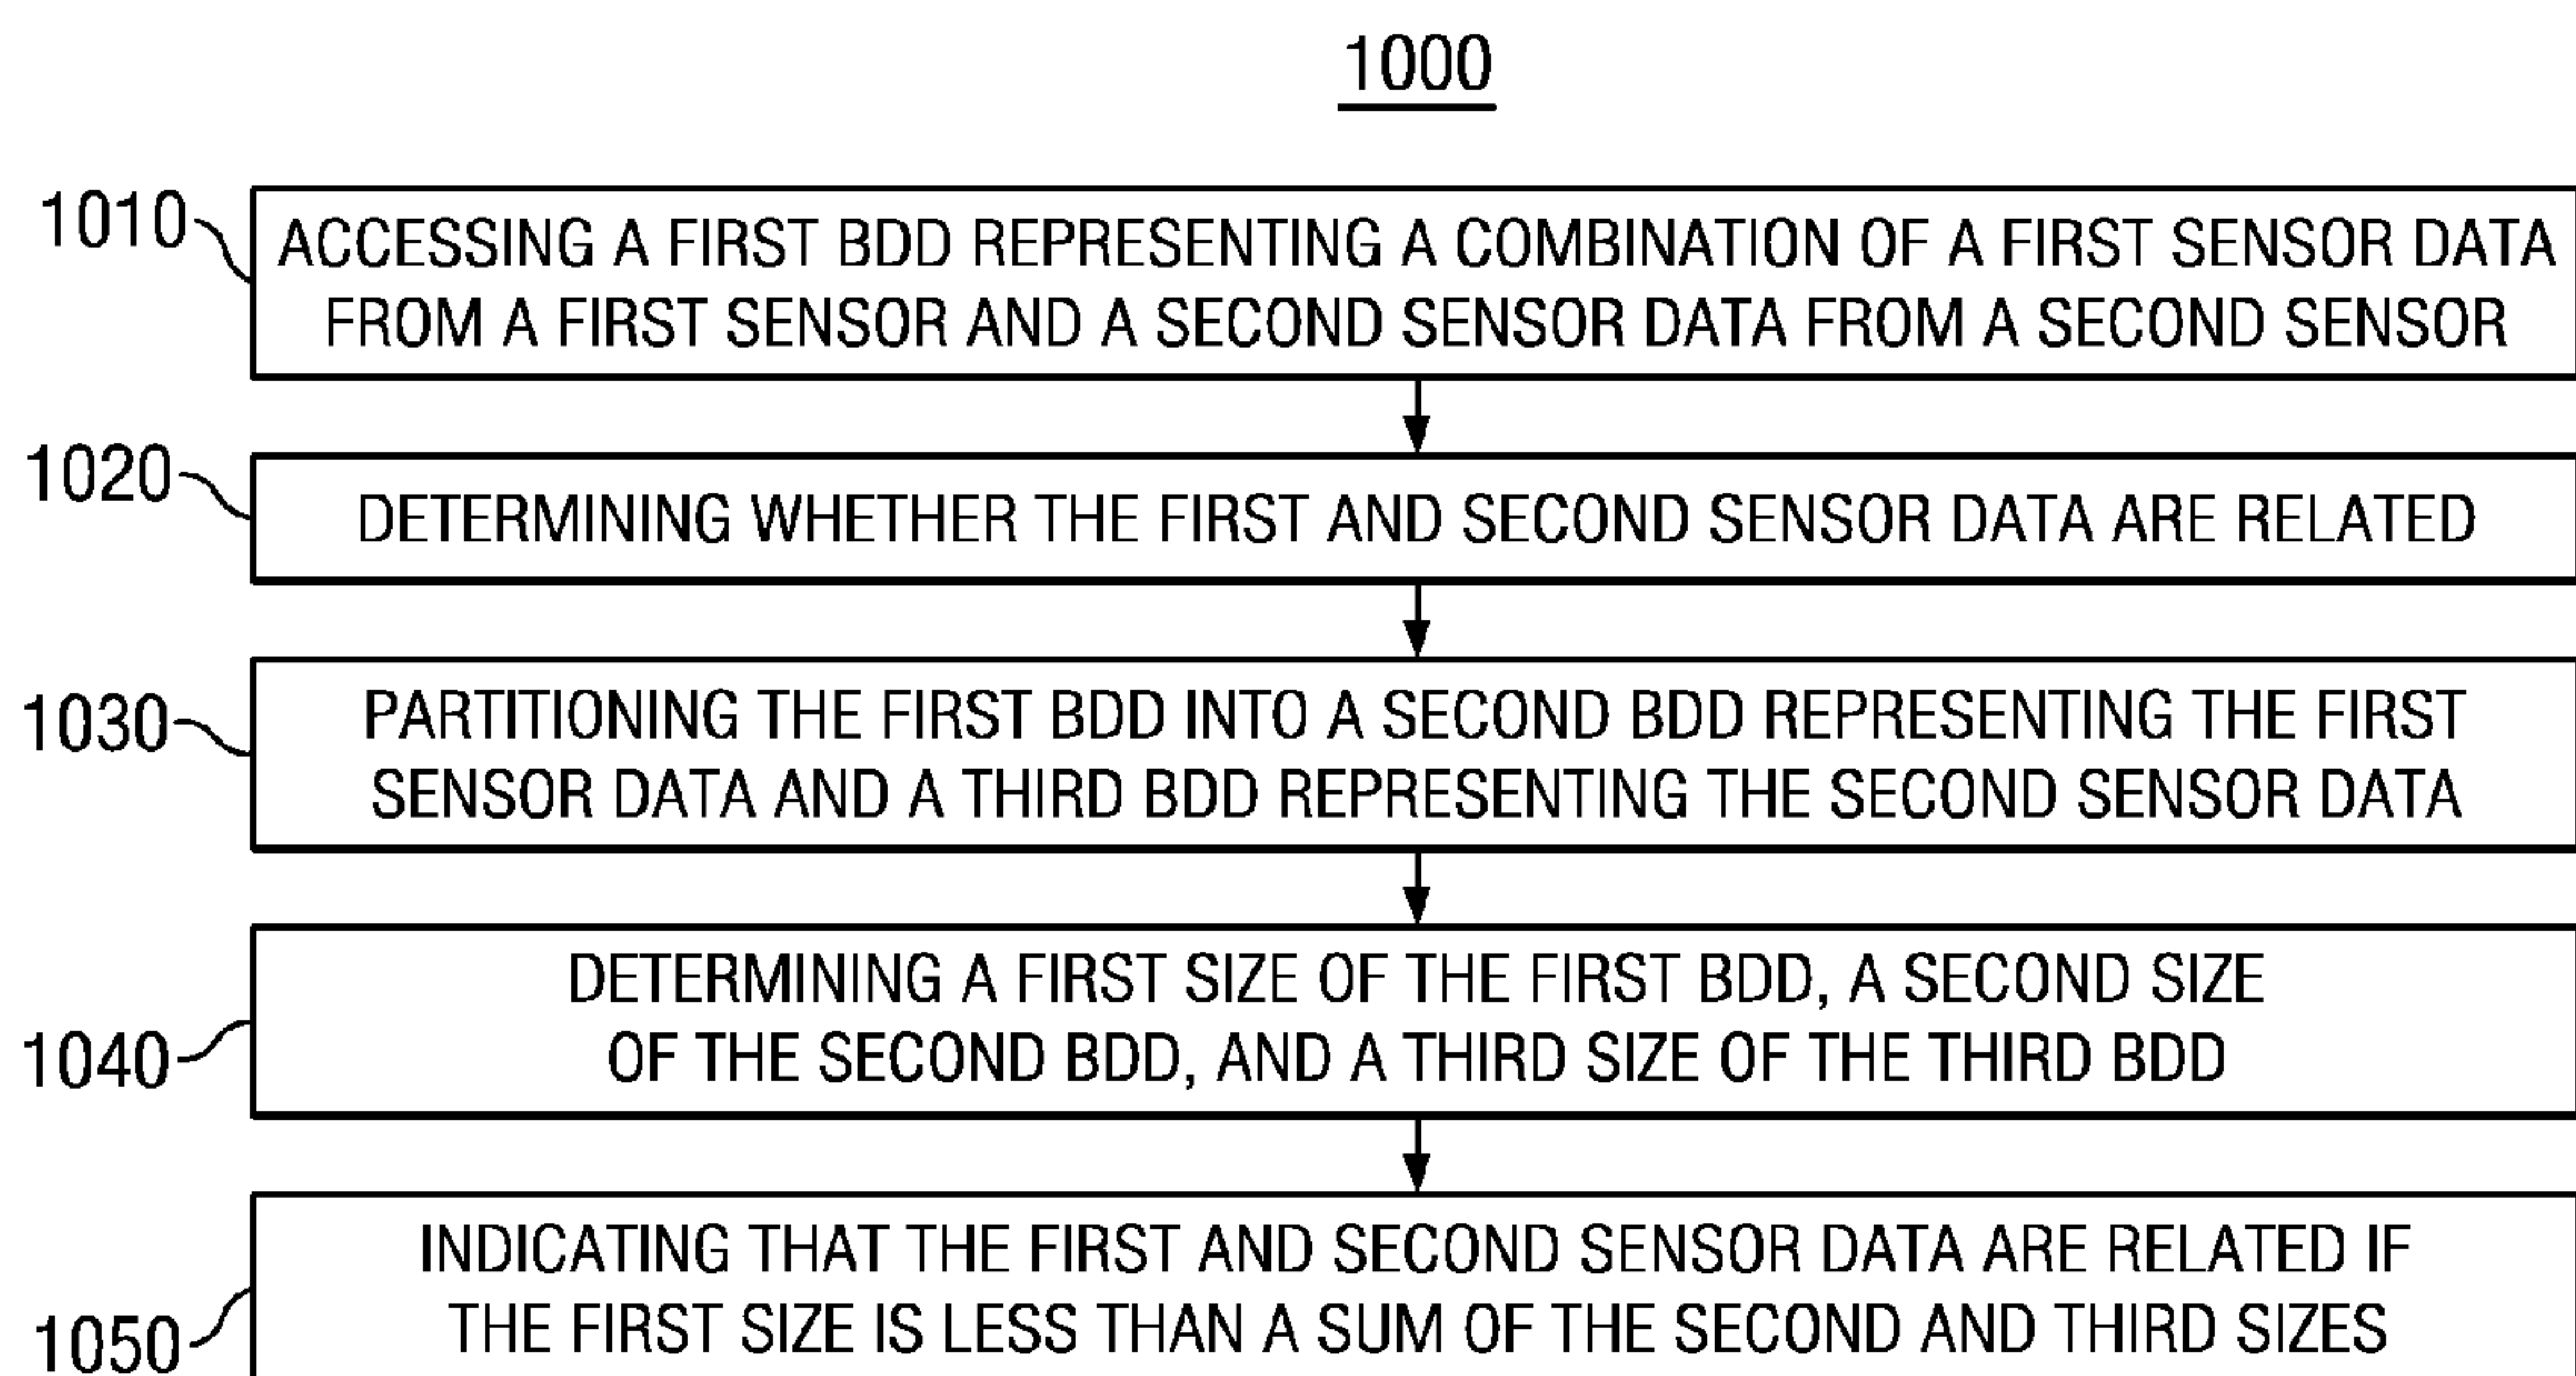 1000
1010
ACCESSING A FIRST BDD REPRESENTING A COMBINATION OF A FIRST SENSOR DATA
FROM A FIRST SENSOR AND A SECOND SENSOR DATA FROM A SECOND SENSOR
1020
DETERMINING WHETHER THE FIRST AND SECOND SENSOR DATA ARE RELATED
1030
PARTITIONING THE FIRST BDD INTO A SECOND BDD REPRESENTING THE FIRST
SENSOR DATA AND A THIRD BDD REPRESENTING THE SECOND SENSOR DATA
1040
DETERMINING A FIRST SIZE OF THE FIRST BDD, A SECOND SIZE
OF THE SECOND BDD, AND A THIRD SIZE OF THE THIRD BDD
1050
INDICATING THAT THE FIRST AND SECOND SENSOR DATA ARE RELATED IF
THE FIRST SIZE IS LESS THAN A SUM OF THE SECOND AND THIRD SIZES